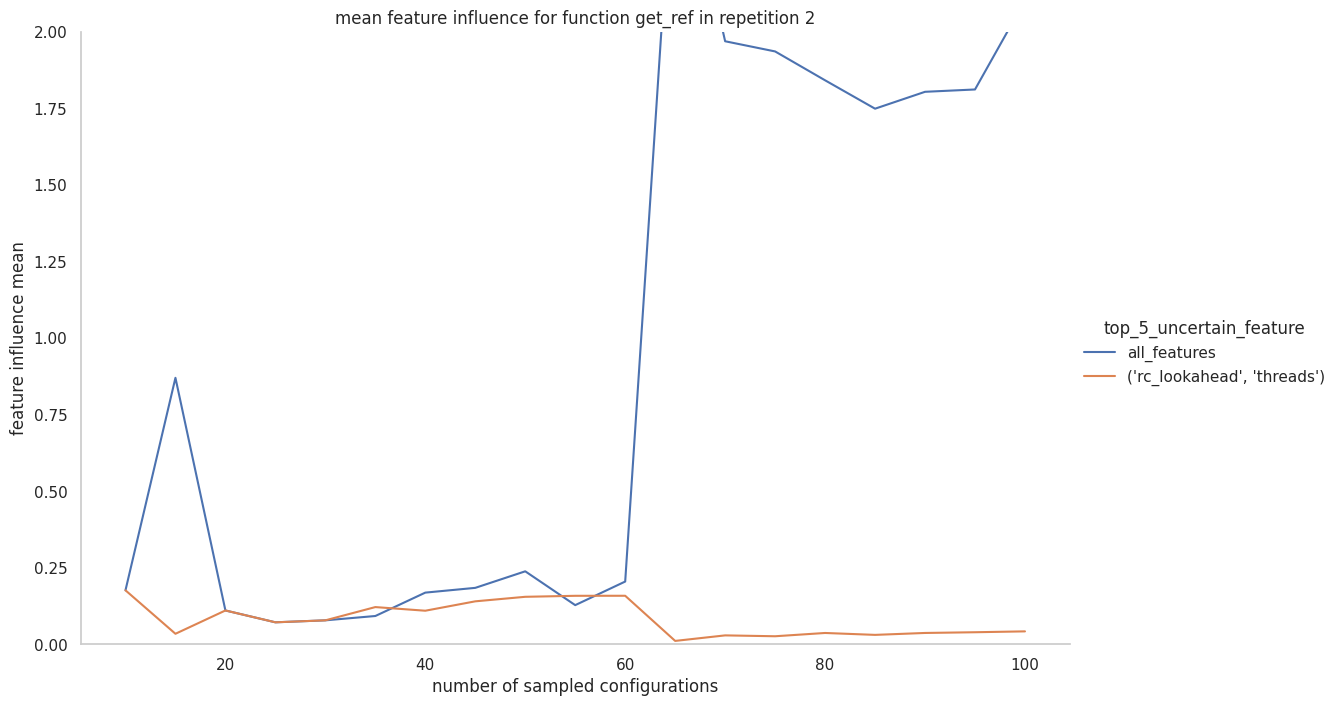 mean feature influence for function get_ref in repetition 2
2.00
1.75
1.50
1.25
1.00
0.75
0.50
0.25
0.00
feature influence mean
20 40 60 80 100
number of sampled configurations
top_5_uncertain_feature
all_features
('rc_lookahead', 'threads')